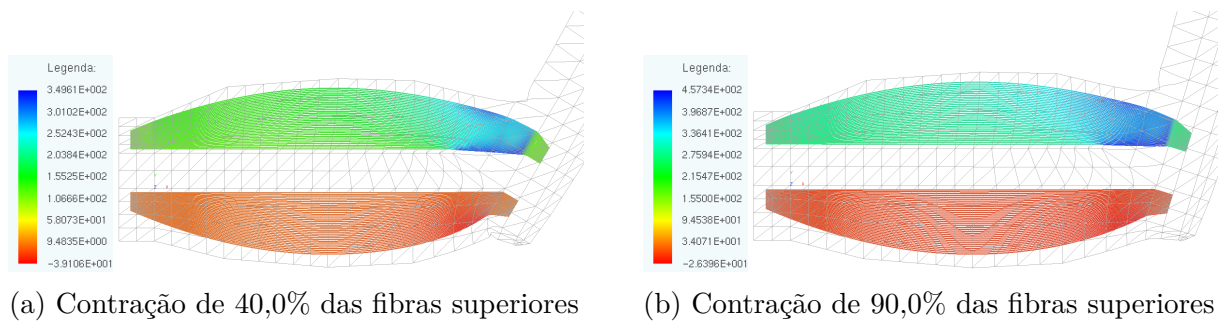 Legenda:
3.4961E+002
3.0102E+002
2.5243E+002
2.0384E+002
1.5525E+002
1.0666E+002
5.8073E+001
9.4835E+000
−3.9106E+001
Legenda:
4.5734E+002
3.9687E+002
3.3641E+002
2.7594E+002
2.1547E+002
1.5500E+002
9.4538E+001
3.4071E+001
−2.6396E+001
(a) Contração de 40,0% das fibras superiores
(b) Contração de 90,0% das fibras superiores